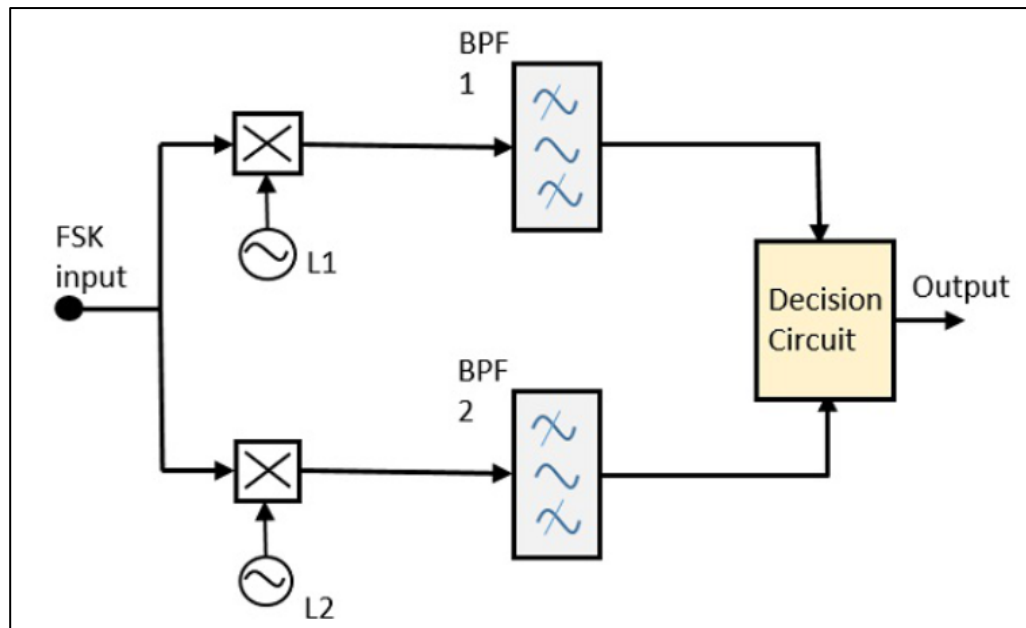 BPF
1
FSK
input
L1
Decision
Circuit
Output
BPF
2
L2